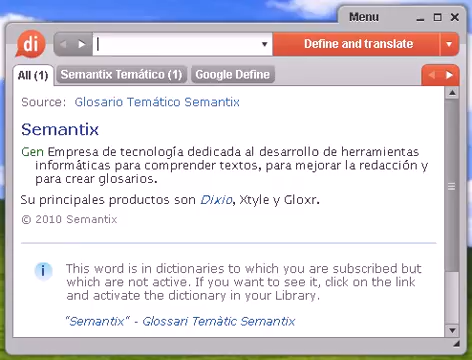 Menu
di
Define and translate
All (1) Semantix Temático (1) Google Define
Source: Glosario Temático Semantix
Semantix
Gen Empresa de tecnología dedicada al desarrollo de herramientas
informáticas para comprender textos, para mejorar la redacción y
para crear glosarios.
Su principales productos son Dixio, Xtyle y Gloxr.
© 2010 Semantix
i
This word is in dictionaries to which you are subscribed but
which are not active. If you want to see it, click on the link
and activate the dictionary in your Library.
"Semantix" - Glossari Temàtic Semantix